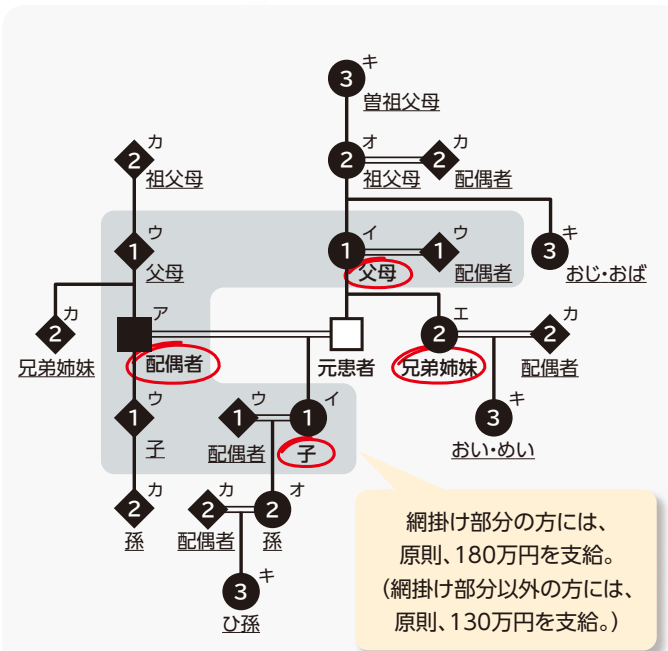 キ
3
曽祖父母
カ
2
祖父母
オ
2
祖父母
カ
2
配偶者
ウ
1
父母
イ
1
父母
ウ
1
配偶者
キ
3
おじ・おば
カ
2
兄弟姉妹
ア
配偶者
元患者
エ
2
兄弟姉妹
カ
2
配偶者
ウ
1
子
ウ
1
配偶者
イ
1
子
キ
3
おい・めい
カ
2
孫
カ
2
配偶者
オ
2
孫
キ
3
ひ孫
網掛け部分の方には、
原則、180万円を支給。
（網掛け部分以外の方には、
原則、130万円を支給。）